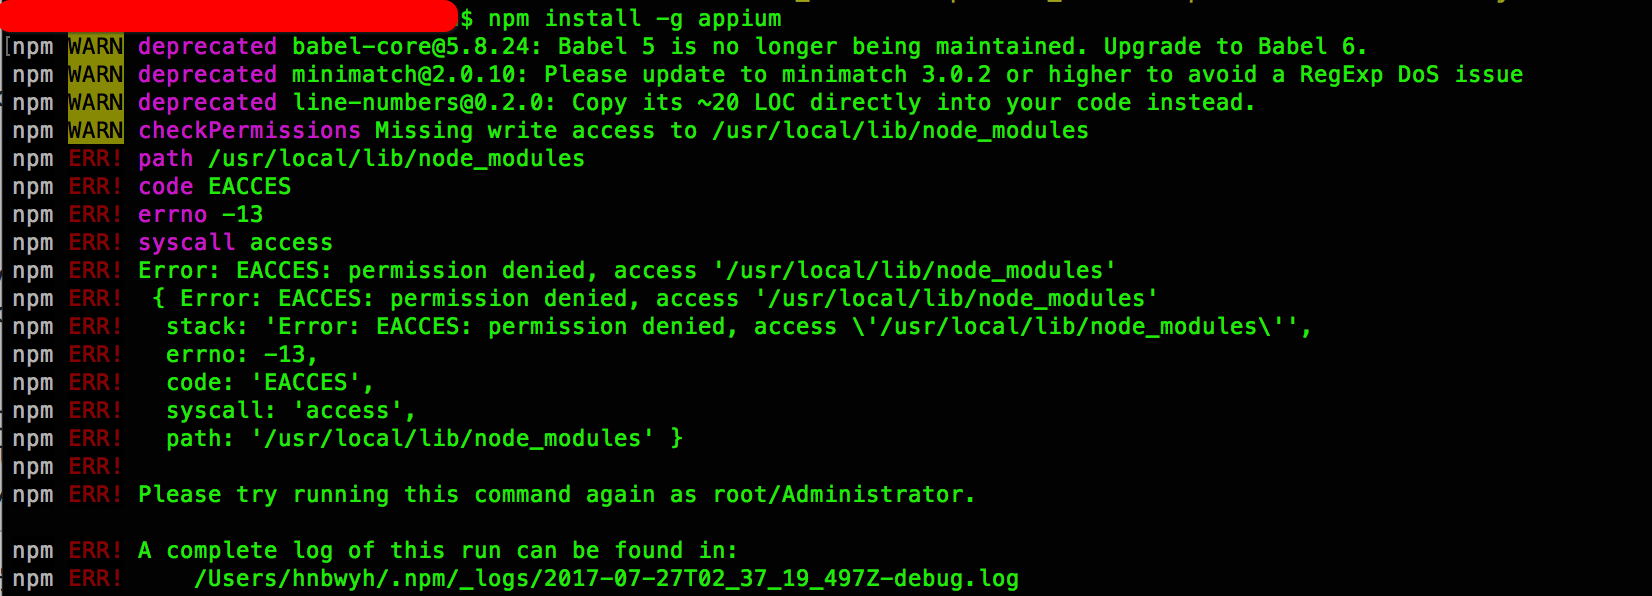 $ npm install -g appium
npm WARN deprecated babel-core@5.8.24: Babel 5 is no longer being maintained. Upgrade to Babel 6.
npm WARN deprecated minimatch@2.0.10: Please update to minimatch 3.0.2 or higher to avoid a RegExp DoS issue
npm WARN deprecated line-numbers@0.2.0: Copy its ~20 LOC directly into your code instead.
npm WARN checkPermissions Missing write access to /usr/local/lib/node_modules
npm ERR! path /usr/local/lib/node_modules
npm ERR! code EACCES
npm ERR! errno -13
npm ERR! syscall access
npm ERR! Error: EACCES: permission denied, access '/usr/local/lib/node_modules'
npm ERR!  { Error: EACCES: permission denied, access '/usr/local/lib/node_modules'
npm ERR!   stack: 'Error: EACCES: permission denied, access \'/usr/local/lib/node_modules\'',
npm ERR!   errno: -13,
npm ERR!   code: 'EACCES',
npm ERR!   syscall: 'access',
npm ERR!   path: '/usr/local/lib/node_modules' }
npm ERR!
npm ERR! Please try running this command again as root/Administrator.
npm ERR! A complete log of this run can be found in:
npm ERR!     /Users/hnbwyh/.npm/_logs/2017-07-27T02_37_19_497Z-debug.log